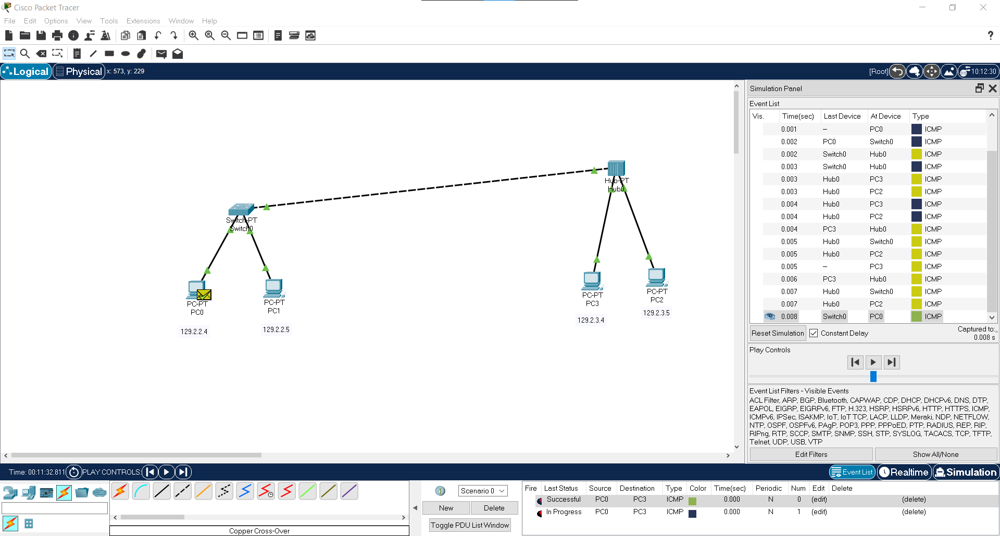 Cisco Packet Tracer
File Edit Options View Tools Extensions Window Help
?
Logical Physical x: 573, y: 229 [Root] 10:12:30
Simulation Panel
Event List
Vis. Time(sec) Last Device At Device Type
0.001 -- PC0 ICMP
0.002 PC0 Switch0 ICMP
0.002 Switch0 Hub0 ICMP
0.003 Switch0 Hub0 ICMP
0.003 Hub0 PC3 ICMP
0.003 Hub0 PC2 ICMP
0.004 Hub0 PC3 ICMP
0.004 Hub0 PC2 ICMP
0.004 PC3 Hub0 ICMP
0.005 Hub0 Switch0 ICMP
0.005 Hub0 PC2 ICMP
0.005 -- PC3 ICMP
0.006 PC3 Hub0 ICMP
0.007 Hub0 Switch0 ICMP
0.007 Hub0 PC2 ICMP
0.008 Switch0 PC0 ICMP
Reset Simulation Constant Delay Captured to:
0.008 s
Play Controls
Event List Filters - Visible Events
ACL Filter, ARP, BGP, Bluetooth, CAPWAP, CDP, DHCP, DHCPv6, DNS, DTP,
EAPOL, EIGRP, EIGRPv6, FTP, H.323, HSRP, HSRPv6, HTTP, HTTPS, ICMP,
ICMPv6, IPSec, ISAKMP, IoT, IoT TCP, LACP, LLDP, Meraki, NDP, NETFLOW,
NTP, OSPF, OSPFv6, PAgP, POP3, PPP, PPPoED, PTP, RADIUS, REP, RIP,
RIPng, RTP, SCCP, SMTP, SNMP, SSH, STP, SYSLOG, TACACS, TCP, TFTP,
Telnet, UDP, USB, VTP
Edit Filters Show All/None
Hub-PT
Hub0
Switch-PT
Switch0
PC-PT
PC0
129.2.2.4
PC-PT
PC1
129.2.2.5
PC-PT
PC3
129.2.3.4
PC-PT
PC2
129.2.3.5
Time: 00:11:32.811 PLAY CONTROLS: Event List Realtime Simulation
Copper Cross-Over
1 Scenario 0
New Delete
Toggle PDU List Window
Fire Last Status Source Destination Type Color Time(sec) Periodic Num Edit Delete
Successful PC0 PC3 ICMP 0.000 N 0 (edit) (delete)
In Progress PC0 PC3 ICMP 0.000 N 1 (edit) (delete)